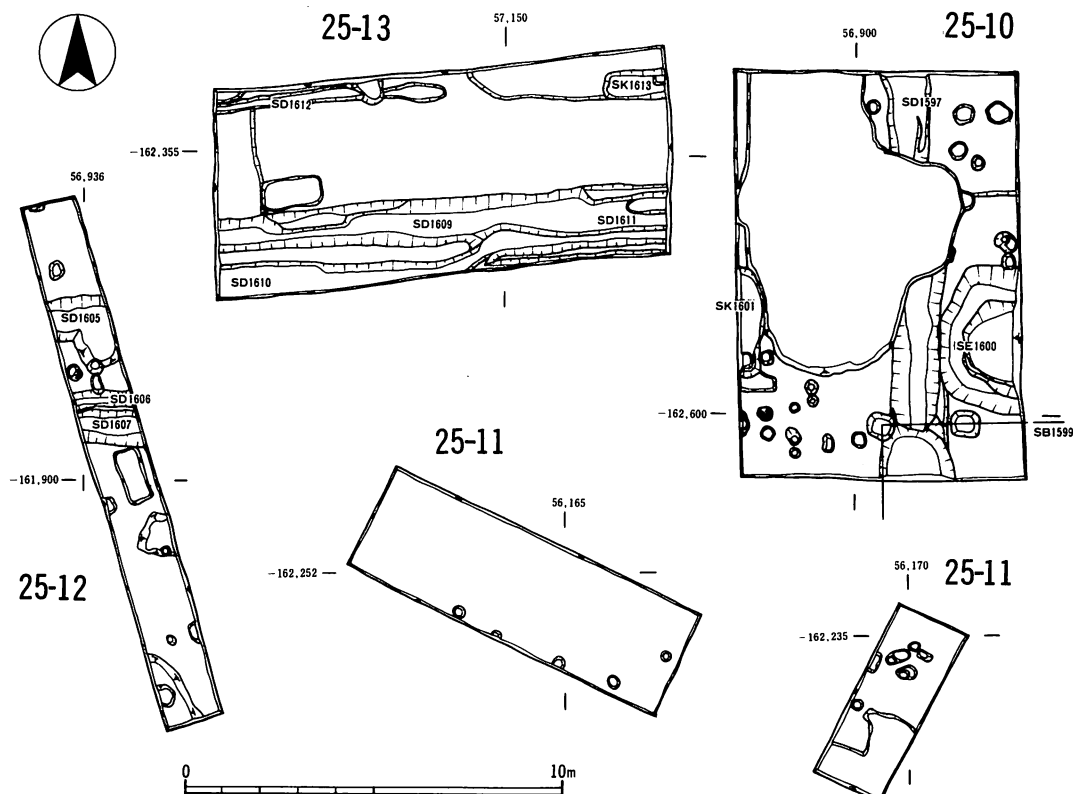 25-13
57,150
25-10
56,900
SD1612
SK1613
SD1597
-162,355
56,936
SD1609
SD1611
SD1610
SK1601
SD1605
SE1600
SD1606
SD1607
-162,600
SB1599
25-11
-161,900
56,165
25-12
-162,252
56,170
25-11
-162,235
0
10m